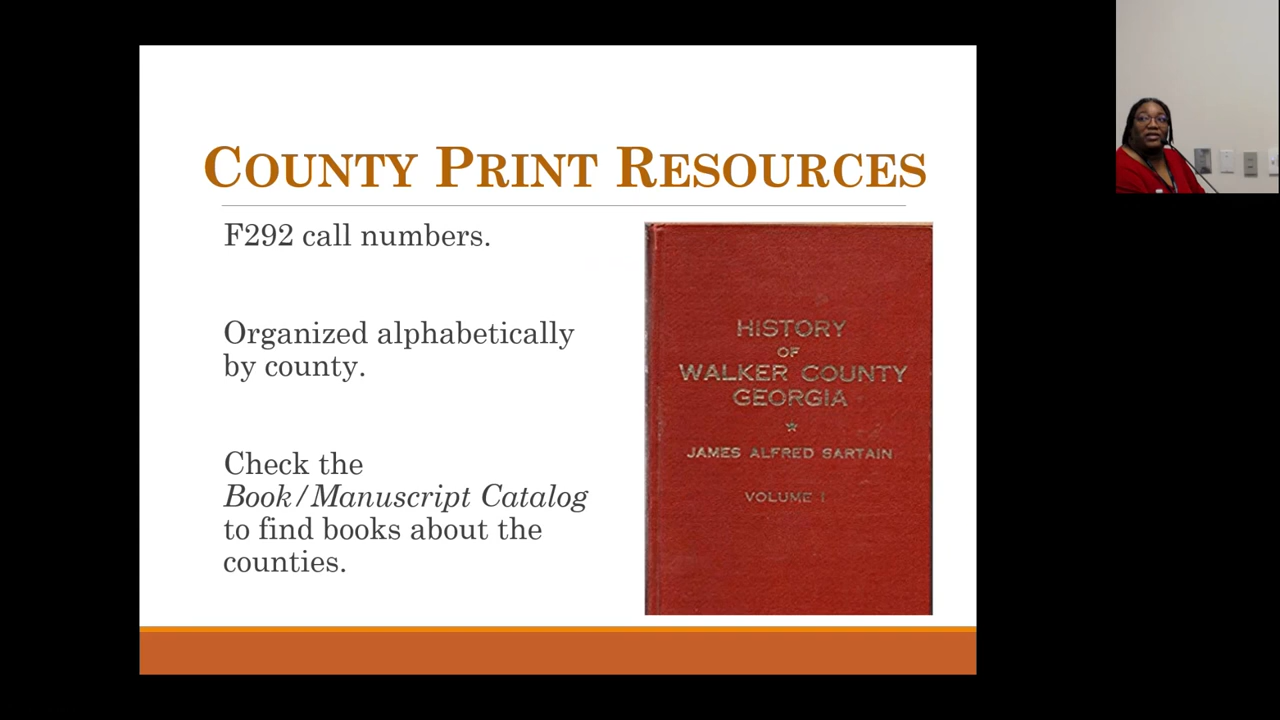 COUNTY PRINT RESOURCES
F292 call numbers.
Organized alphabetically
by county.
Check the
Book/Manuscript Catalog
to find books about the
counties.
HISTORY
OF
WALKER COUNTY
GEORGIA
JAMES ALFRED SARTAIN
VOLUME I